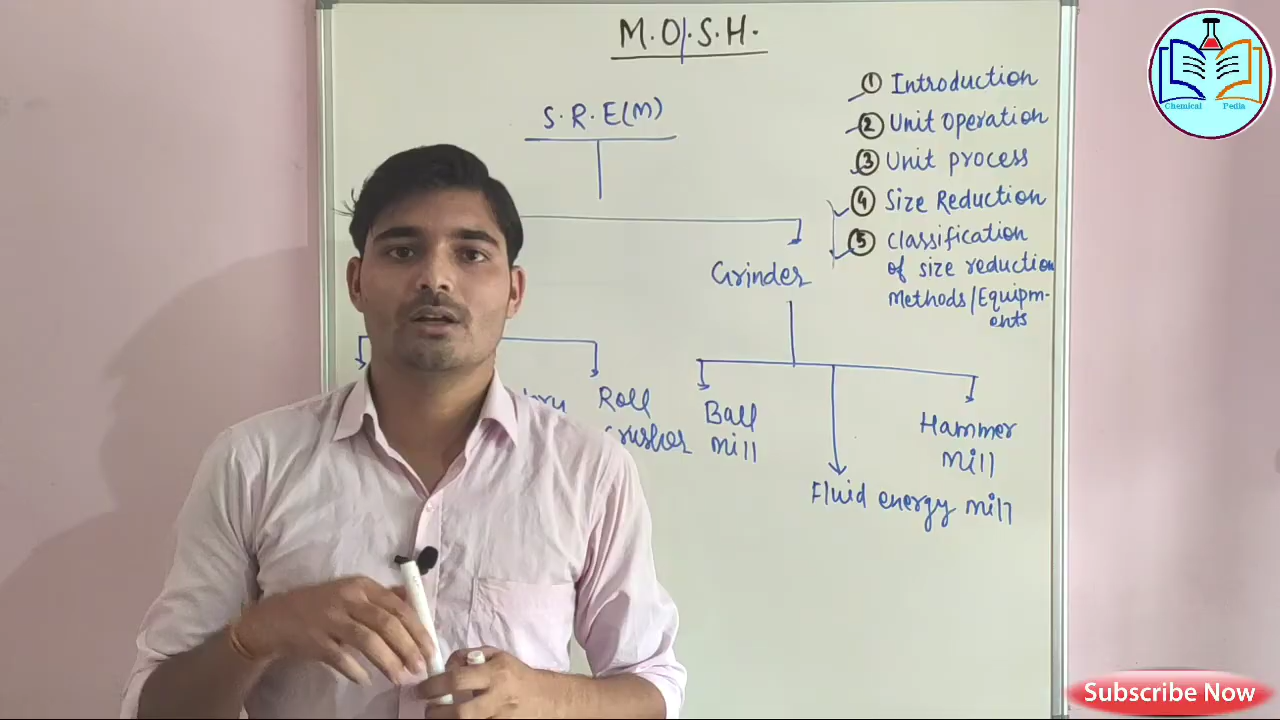 M.O.S.H.
S.R.E(M)
① Introduction
② Unit Operation
③ Unit process
④ Size Reduction
⑤ Classification
of size reduction
Methods/Equipm-
ents
Grinder
Roll
crusher
Ball
mill
Fluid energy mill
Hammer
Mill
Chemical Pedia
Subscribe Now